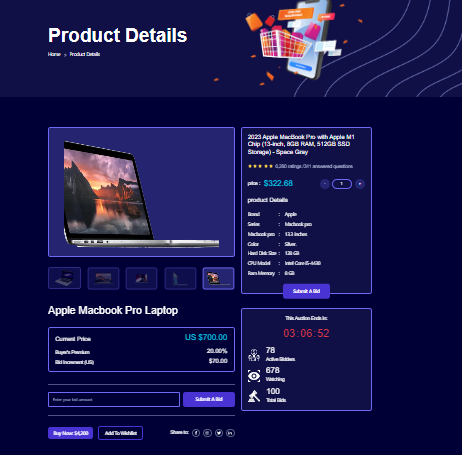 Product Details
Home » Product Details
2023 Apple MacBook Pro with Apple M1
Chip (13-inch, 8GB RAM, 512GB SSD
Storage) - Space Gray
6,280 ratings /341 answered questions
price : $322.68
- 1 +
product Details
Brand : Apple
Series : Macbook pro
Macbook pro : 13.3 Inches
Color : Silver.
Hard Disk Size : 128 GB
CPU Model : Intel Core i5-4430
Ram Memory : 8 GB
Submit A Bid
Apple Macbook Pro Laptop
Current Price US $700.00
Buyer's Premium 20.00%
Bid Increment (US) $70.00
Enter your bid amount
Submit A Bid
Buy Now: $4,200
Add To Wishlist
Share to:
This Auction Ends in:
03:06:52
78
Active Bidders
678
Watching
100
Total Bids